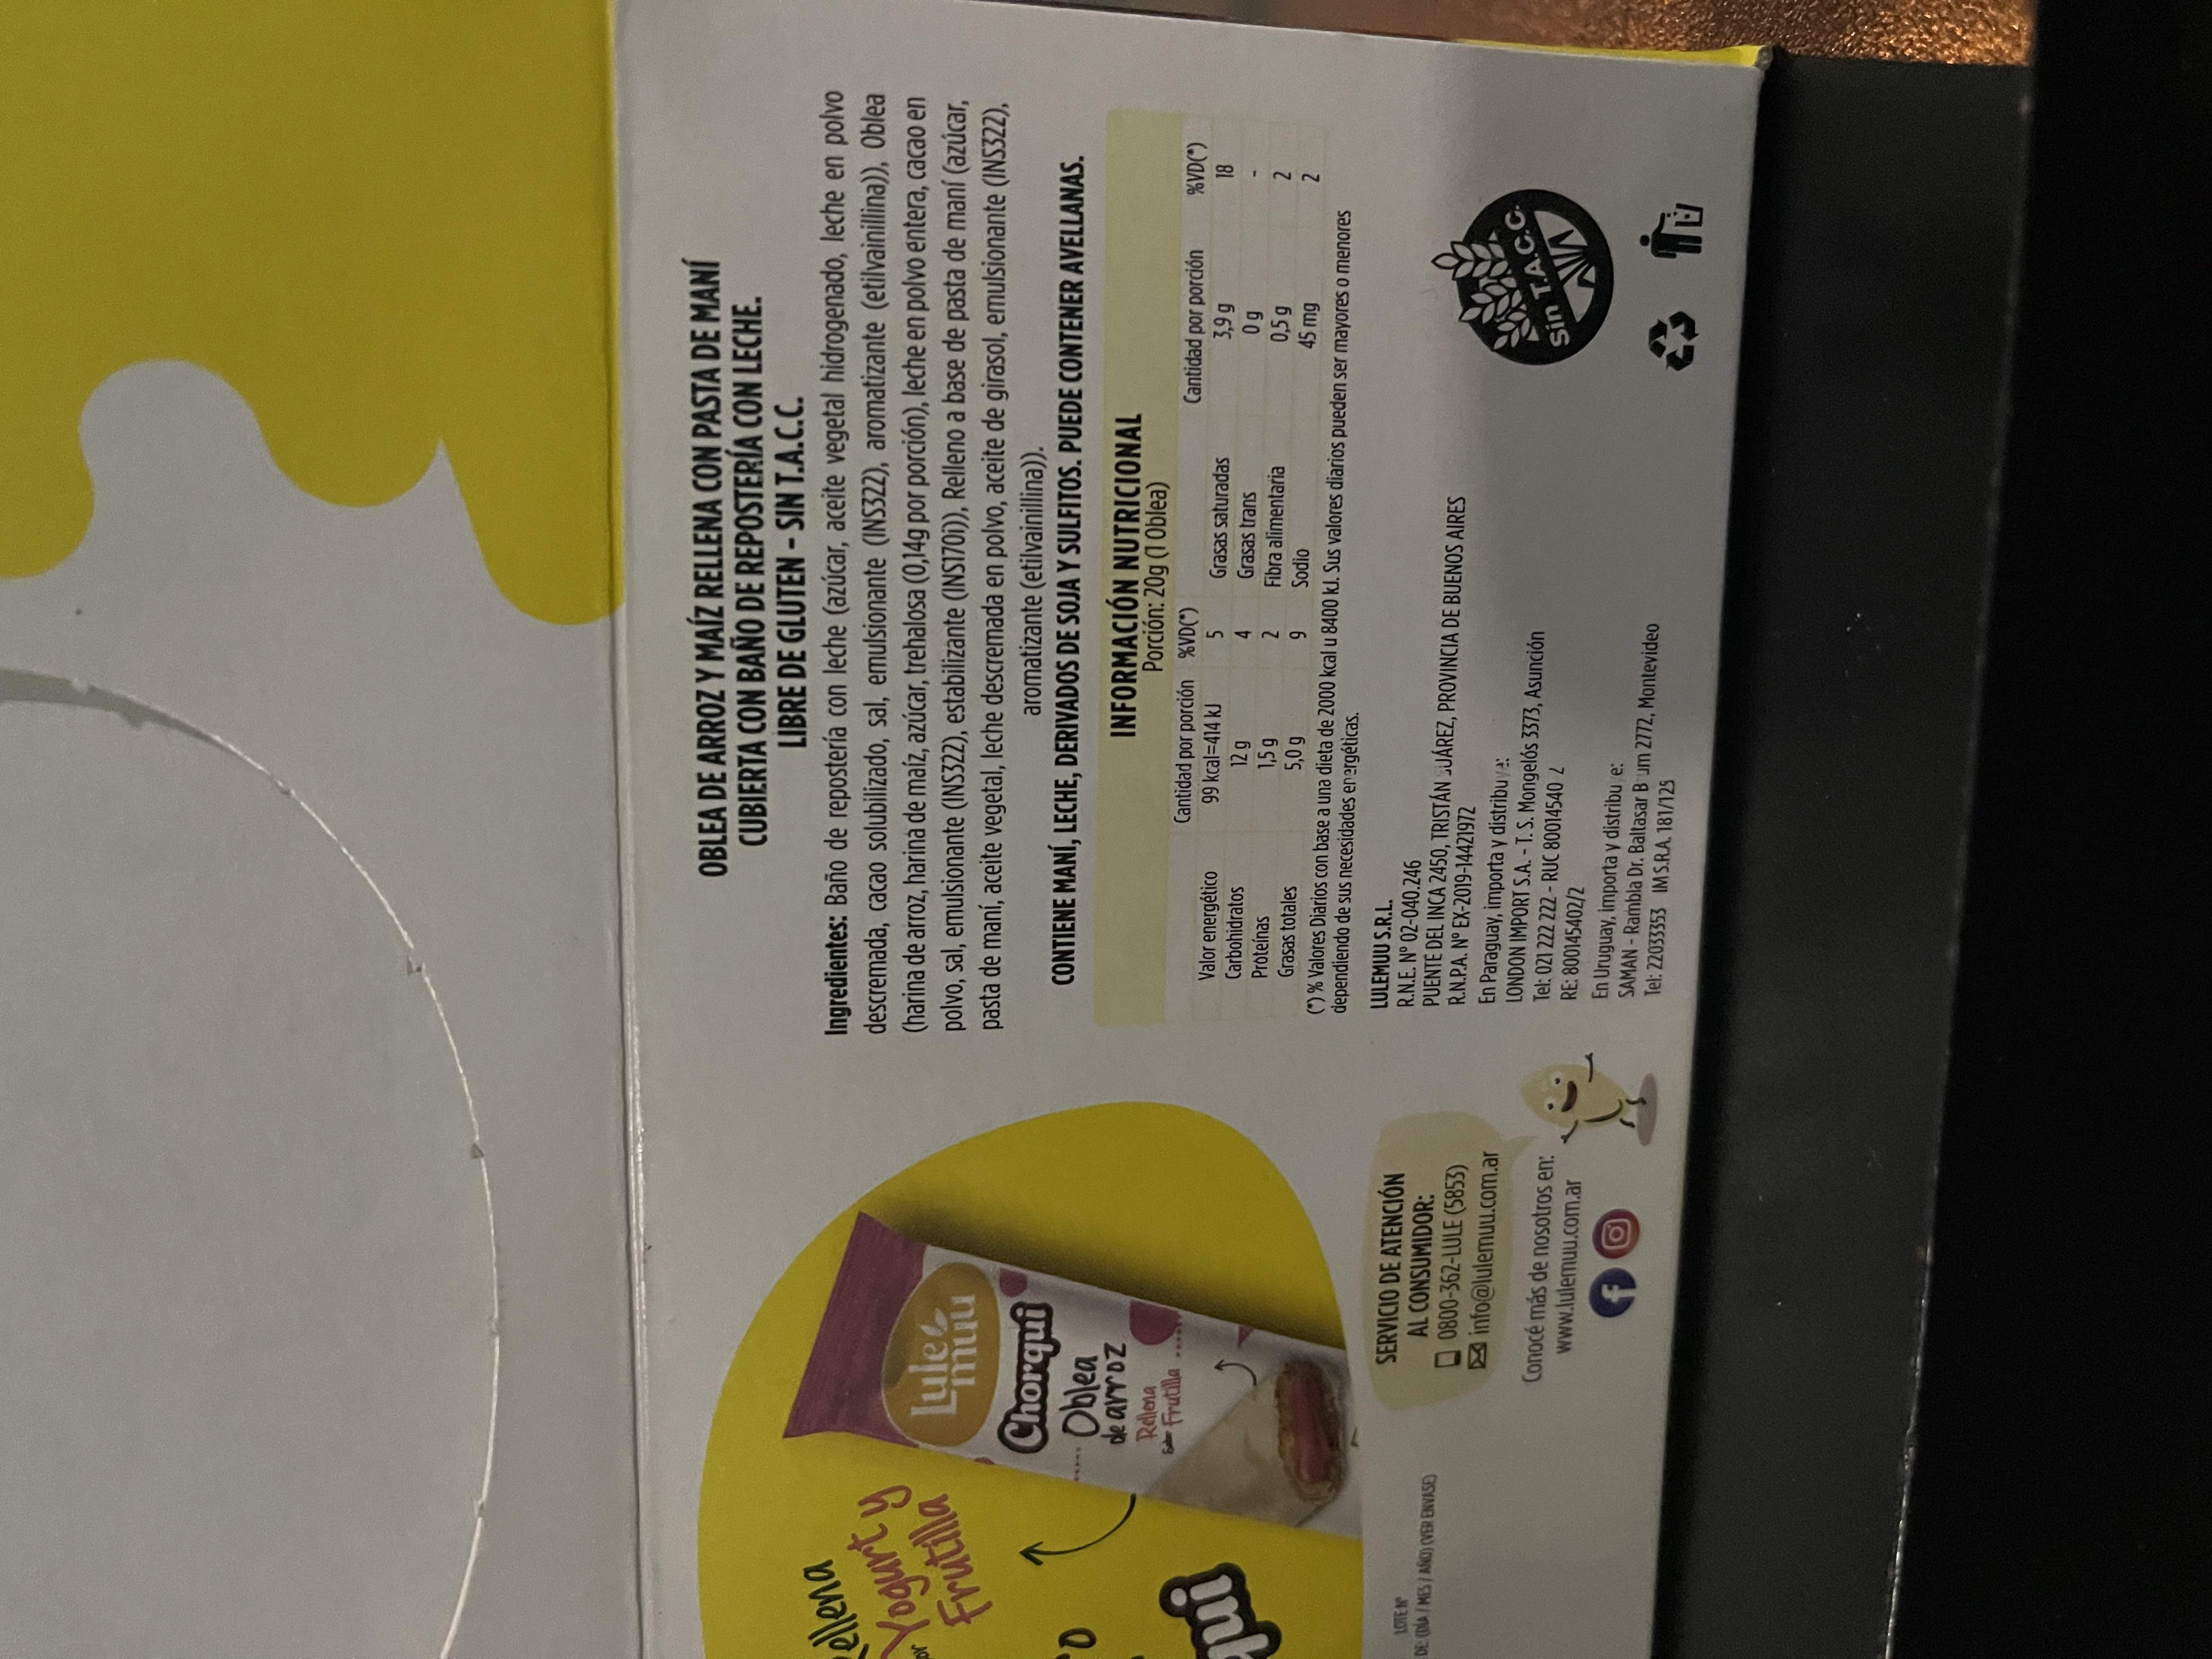 OBLEA DE ARROZ Y MAÍZ RELLENA CON PASTA DE MANÍ
CUBIERTA CON BAÑO DE REPOSTERÍA CON LECHE.
LIBRE DE GLUTEN - SIN T.A.C.C.
Ingredientes: Baño de repostería con leche (azúcar, aceite vegetal hidrogenado, leche en polvo
descremada, cacao solubilizado, sal, emulsionante (INS322), aromatizante (etilvainillina)), Oblea
(harina de arroz, harina de maíz, azúcar, trehalosa (0,14g por porción), leche en polvo entera, cacao en
polvo, sal, emulsionante (INS322), estabilizante (INS170i)), Relleno a base de pasta de maní (azúcar,
pasta de maní, aceite vegetal, leche descremada en polvo, aceite de girasol, emulsionante (INS322),
aromatizante (etilvainillina)).
CONTIENE MANÍ, LECHE, DERIVADOS DE SOJA Y SULFITOS. PUEDE CONTENER AVELLANAS.
INFORMACIÓN NUTRICIONAL
Porción: 20g (1 Oblea)
Cantidad por porción %VD(*) Cantidad por porción %VD(*)
Valor energético 99 kcal=414 kJ 5 Grasas saturadas 3,9 g 18
Carbohidratos 12 g 4 Grasas trans 0 g -
Proteínas 1,5 g 2 Fibra alimentaria 0,5 g 2
Grasas totales 5,0 g 9 Sodio 45 mg 2
(*) % Valores Diarios con base a una dieta de 2000 kcal u 8400 kJ. Sus valores diarios pueden ser mayores o menores
dependiendo de sus necesidades energéticas.
LULEMUU S.R.L.
R.N.E. Nº 02-040.246
PUENTE DEL INCA 2450, TRISTÁN SUÁREZ, PROVINCIA DE BUENOS AIRES
R.N.P.A. Nº EX-2019-14421972
En Paraguay, importa y distribuye:
LONDON IMPORT S.A. - T. S. Mongelós 3373, Asunción
Tel: 021 222 222 - RUC 80014540
RE: 800145402/2
En Uruguay, importa y distribuye:
SAMAN - Rambla Dr. Baltasar Brum 2772, Montevideo
Tel: 22033353 IM S.R.A. 181/123
Sin T.A.C.C.
Yogurt y
Frutilla
Lule
muu
Chorqui
Oblea
de arroz
Rellena
Sabor Frutilla
SERVICIO DE ATENCIÓN
AL CONSUMIDOR:
0800-362-LULE (5853)
info@lulemuu.com.ar
Conocé más de nosotros en:
www.lulemuu.com.ar
LOTE Nº
DE: (DÍA / MES / AÑO) (VER ENVASE)